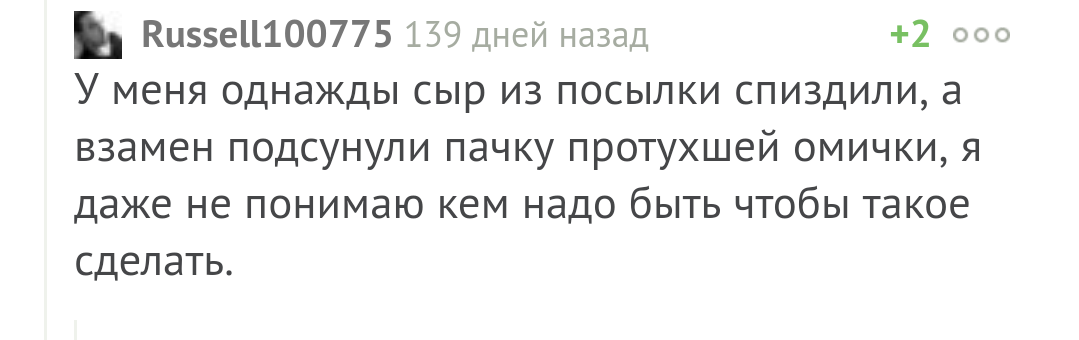 Russell100775 139 дней назад +2
У меня однажды сыр из посылки спиздили, а
взамен подсунули пачку протухшей омички, я
даже не понимаю кем надо быть чтобы такое
сделать.